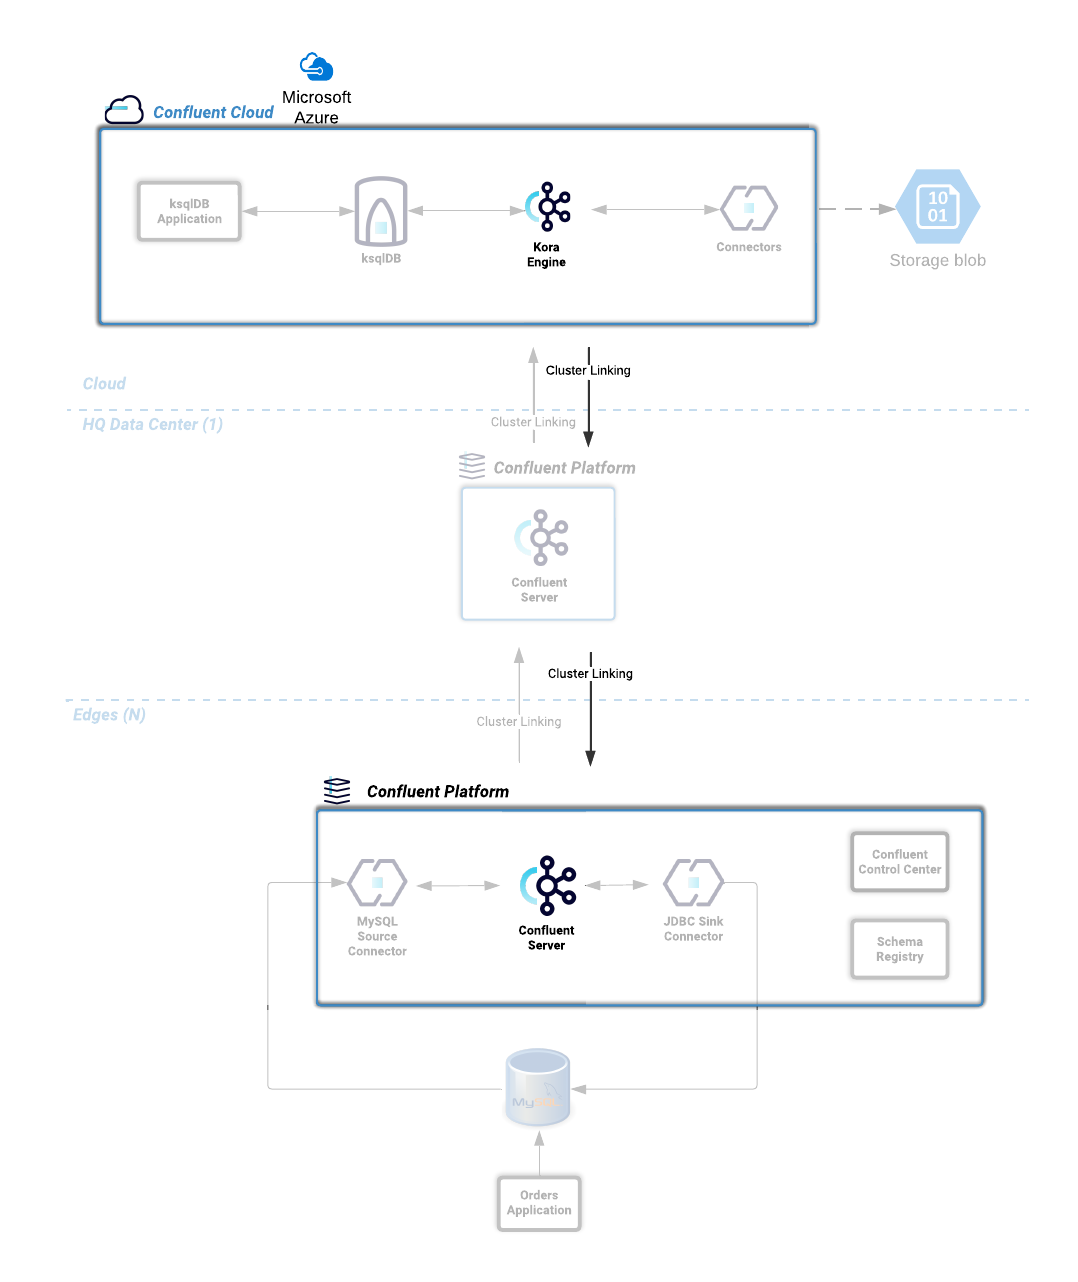 Microsoft
Azure
Confluent Cloud
ksqlDB
Application
ksqlDB
Kora
Engine
Connectors
10
01
Storage blob
Cluster Linking
Cloud
HQ Data Center (1)
Cluster Linking
Confluent Platform
Confluent
Server
Cluster Linking
Edges (N)
Cluster Linking
Confluent Platform
MySQL
Source
Connector
Confluent
Server
JDBC Sink
Connector
Confluent
Control Center
Schema
Registry
MySQL
Orders
Application